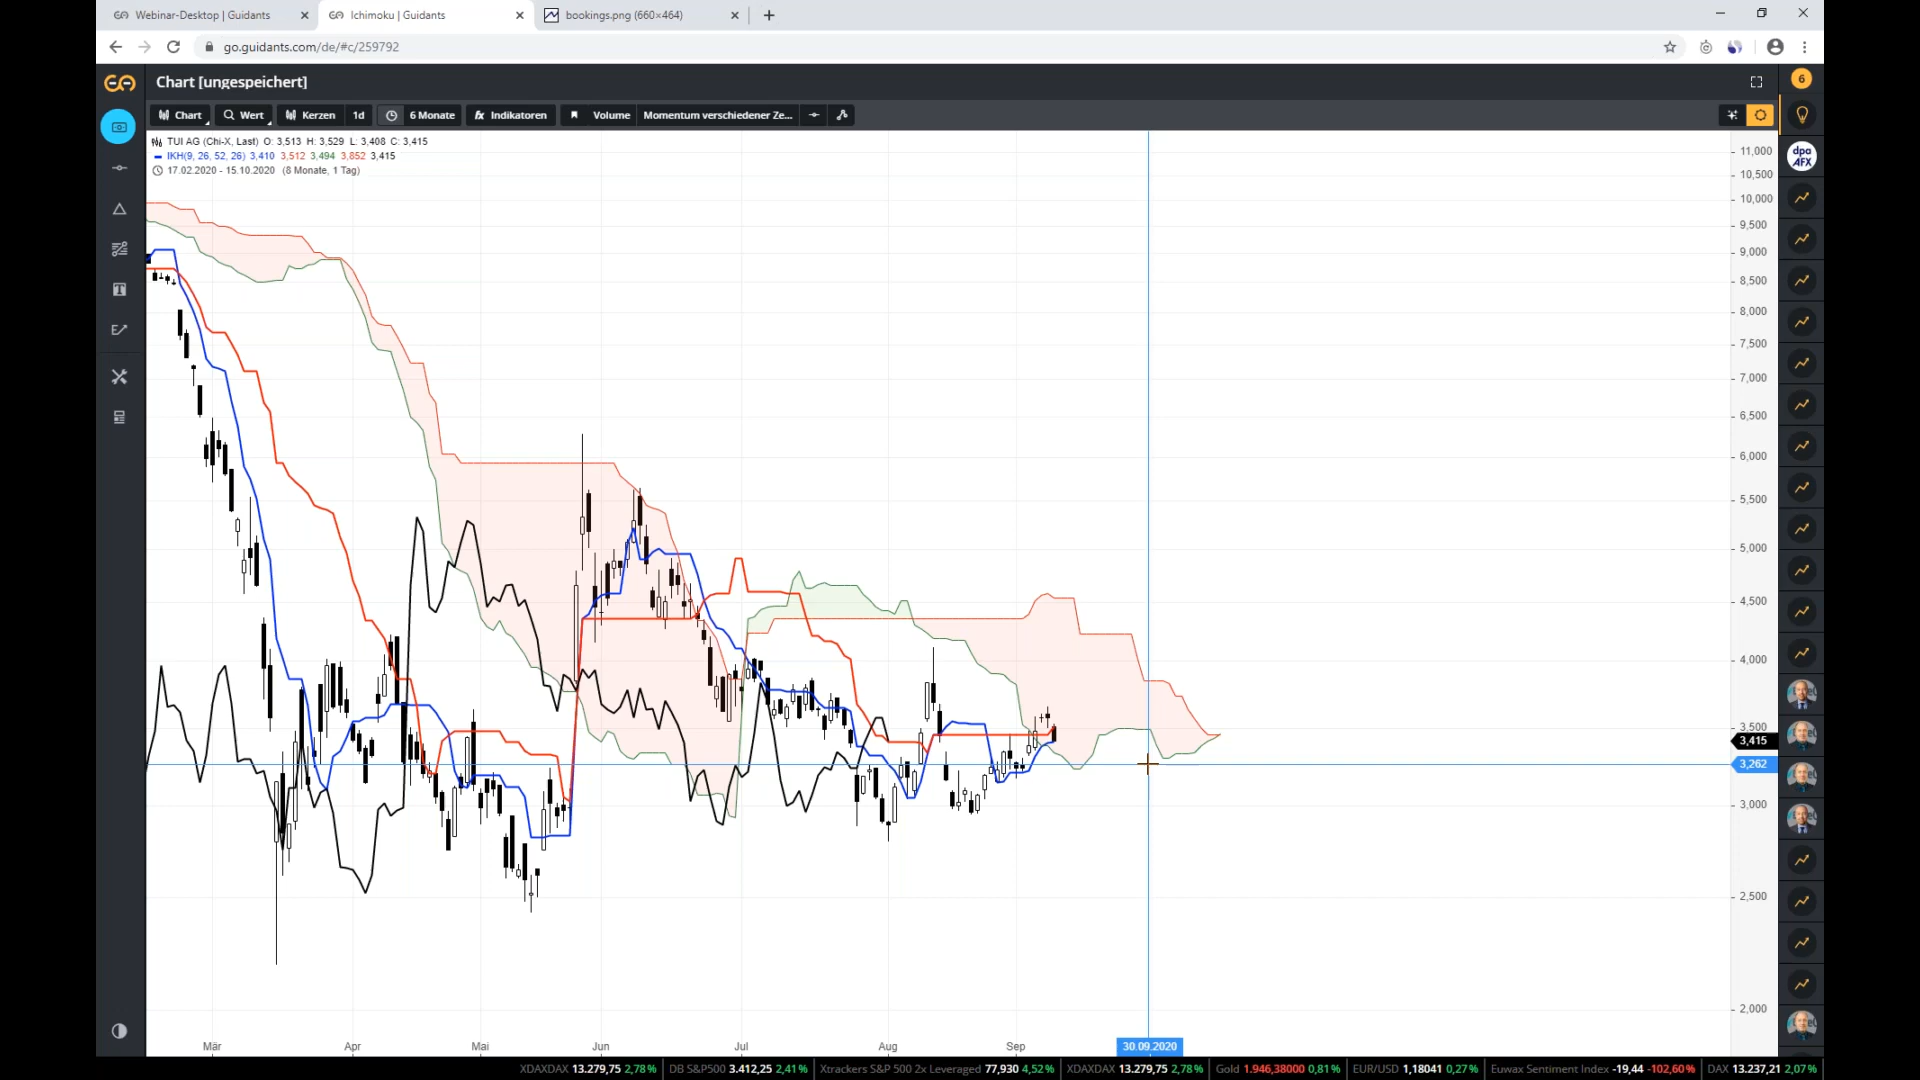 Webinar-Desktop | Guidants
Ichimoku | Guidants
bookings.png (660×464)
go.guidants.com/de/#c/259792
Chart [ungespeichert]
6
Chart
Wert
Kerzen
1d
6 Monate
fx Indikatoren
Volume
Momentum verschiedener Ze...
TUI AG (Chi-X, Last) O: 3,513 H: 3,529 L: 3,408 C: 3,415
IKH(9, 26, 52, 26) 3,410 3,512 3,494 3,852 3,415
17.02.2020 - 15.10.2020 (8 Monate, 1 Tag)
dpa
AFX
11,000
10,500
10,000
9,500
9,000
8,500
8,000
7,500
7,000
6,500
6,000
5,500
5,000
4,500
4,000
3,500
3,415
3,262
3,000
2,500
2,000
Mär
Apr
Mai
Jun
Jul
Aug
Sep
30.09.2020
XDAXDAX 13.279,75 2,78%
DB S&P500 3.412,25 2,41%
Xtrackers S&P 500 2x Leveraged 77,930 4,52%
XDAXDAX 13.279,75 2,78%
Gold 1.946,38000 0,81%
EUR/USD 1,18041 0,27%
Euwax Sentiment Index -19,44 -102,60%
DAX 13.237,21 2,07%